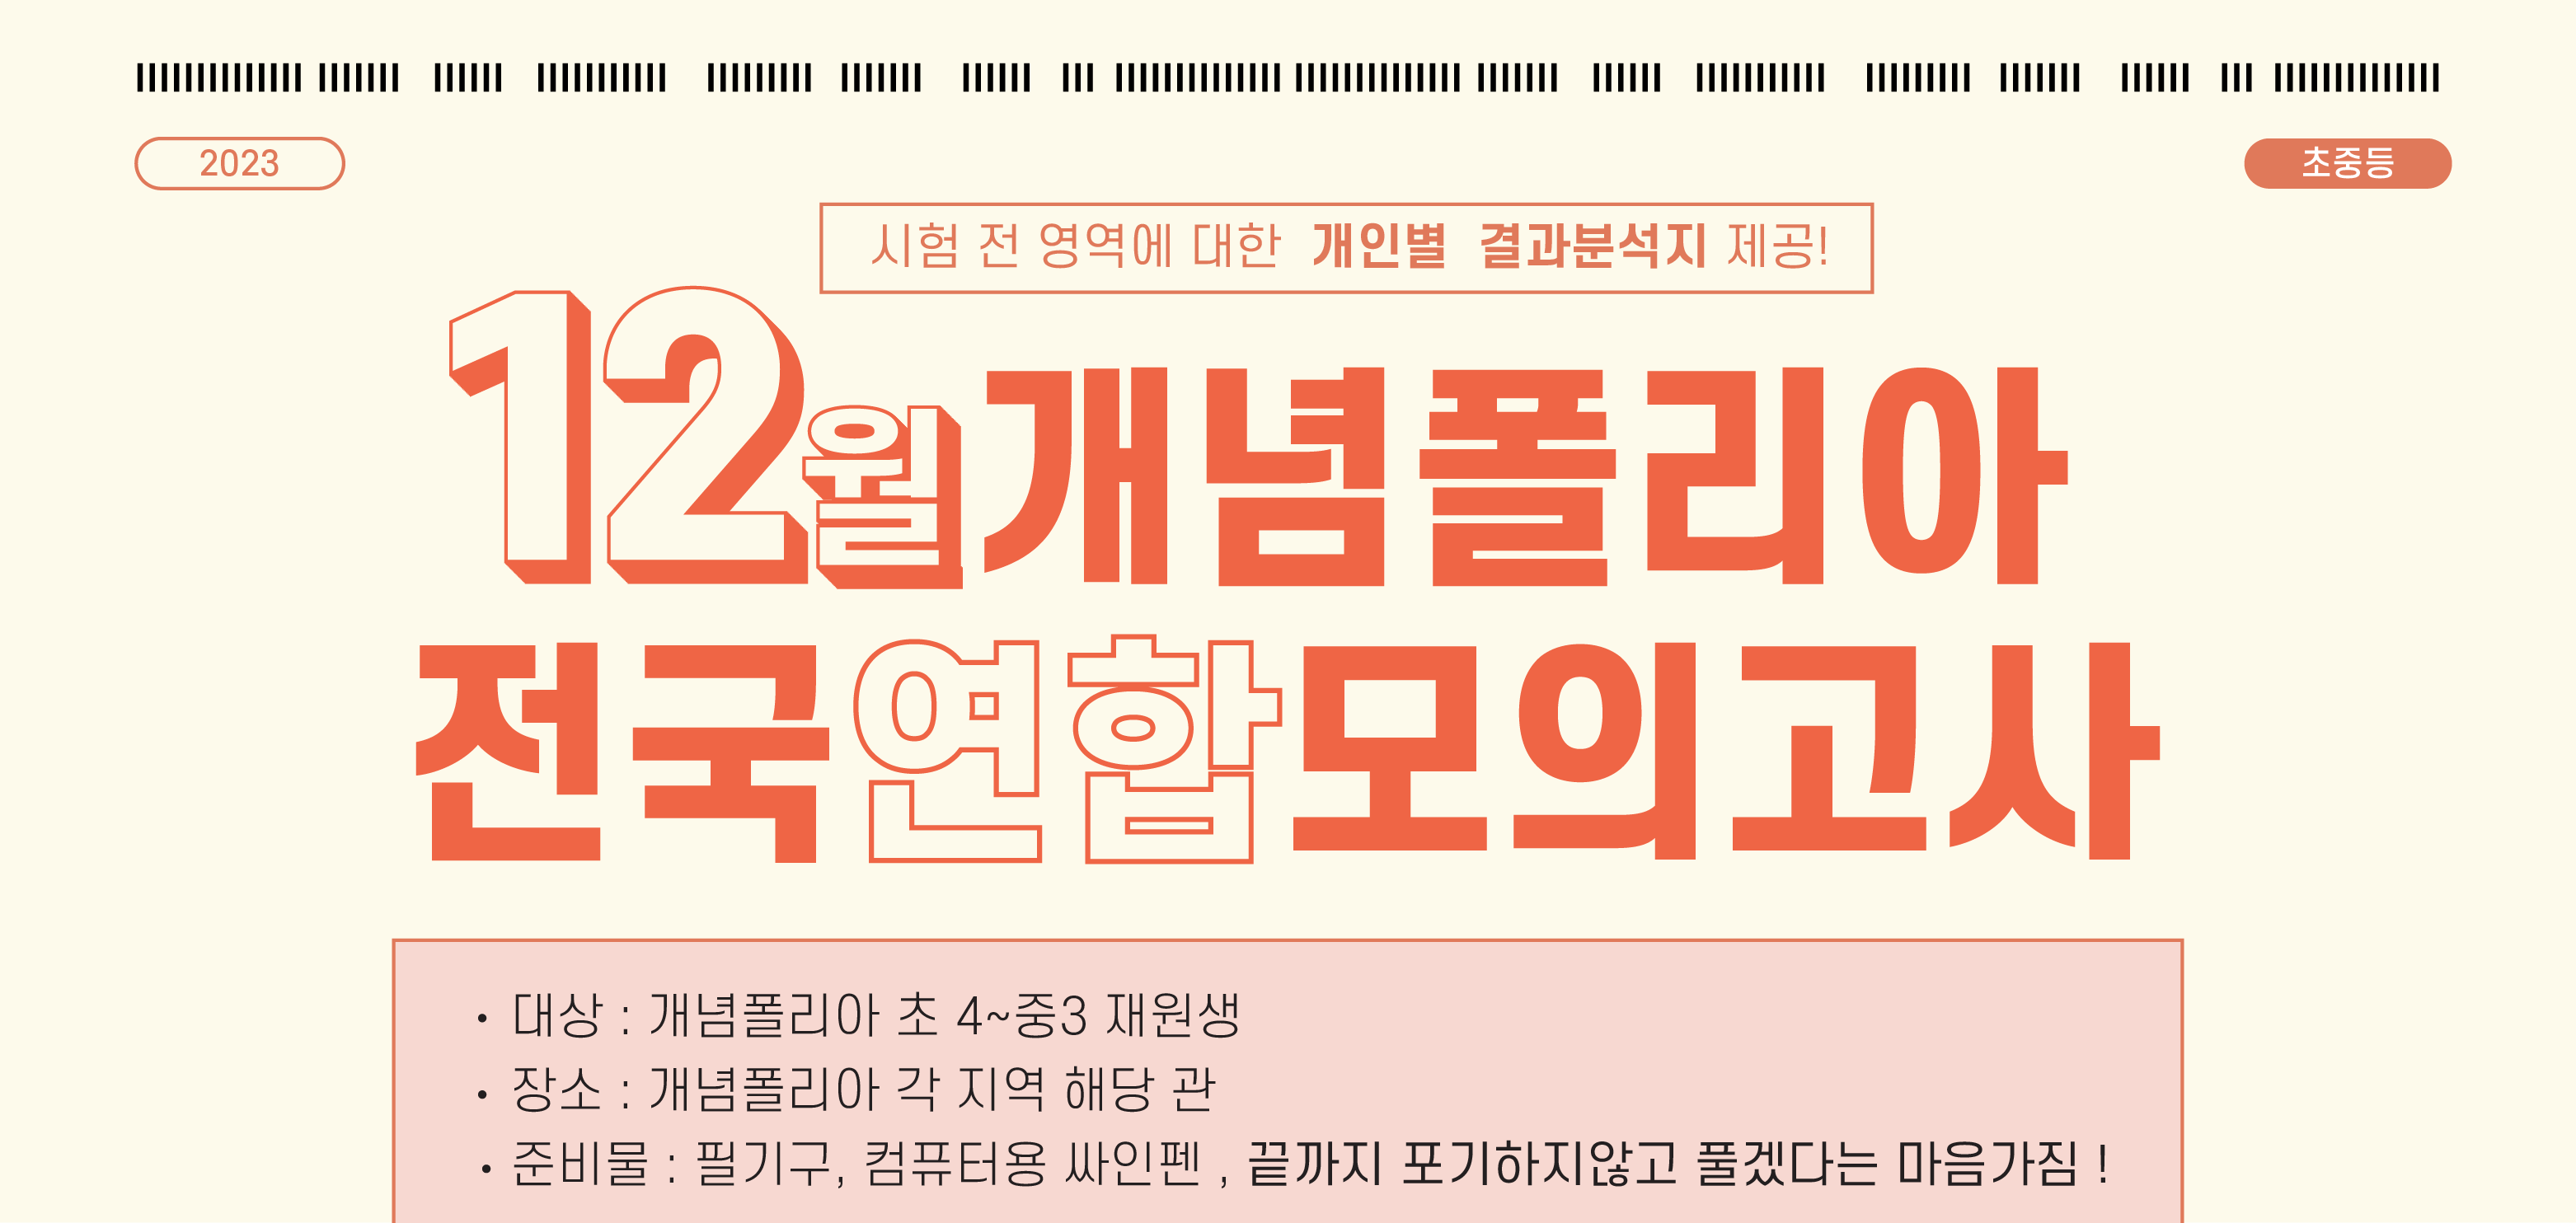 2023
초중등
시험 전 영역에 대한 개인별 결과분석지 제공!
12월개념폴리아
전국연합모의고사
• 대상 : 개념폴리아 초 4~중3 재원생
• 장소 : 개념폴리아 각 지역 해당 관
• 준비물 : 필기구, 컴퓨터용 싸인펜 , 끝까지 포기하지않고 풀겠다는 마음가짐 !